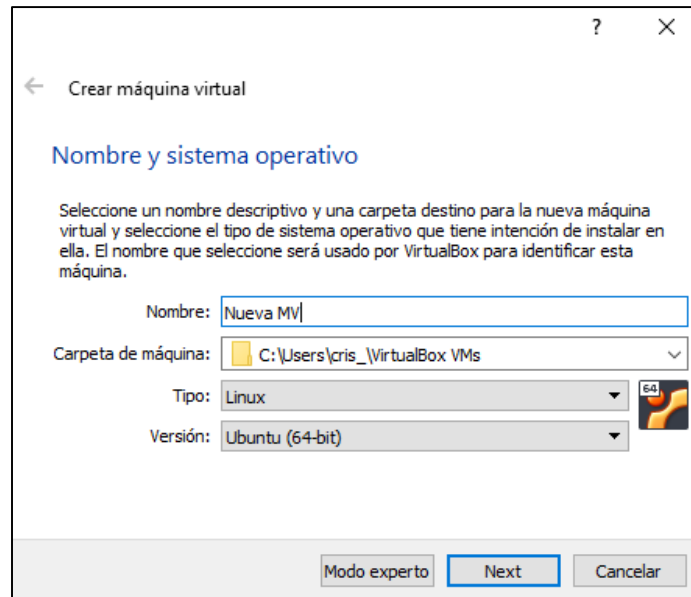 ?
Crear máquina virtual
Nombre y sistema operativo
Seleccione un nombre descriptivo y una carpeta destino para la nueva máquina
virtual y seleccione el tipo de sistema operativo que tiene intención de instalar en
ella. El nombre que seleccione será usado por VirtualBox para identificar esta
máquina.
Nombre: Nueva MV
Carpeta de máquina: C:\Users\cris_\VirtualBox VMs
Tipo: Linux 64
Versión: Ubuntu (64-bit)
Modo experto Next Cancelar